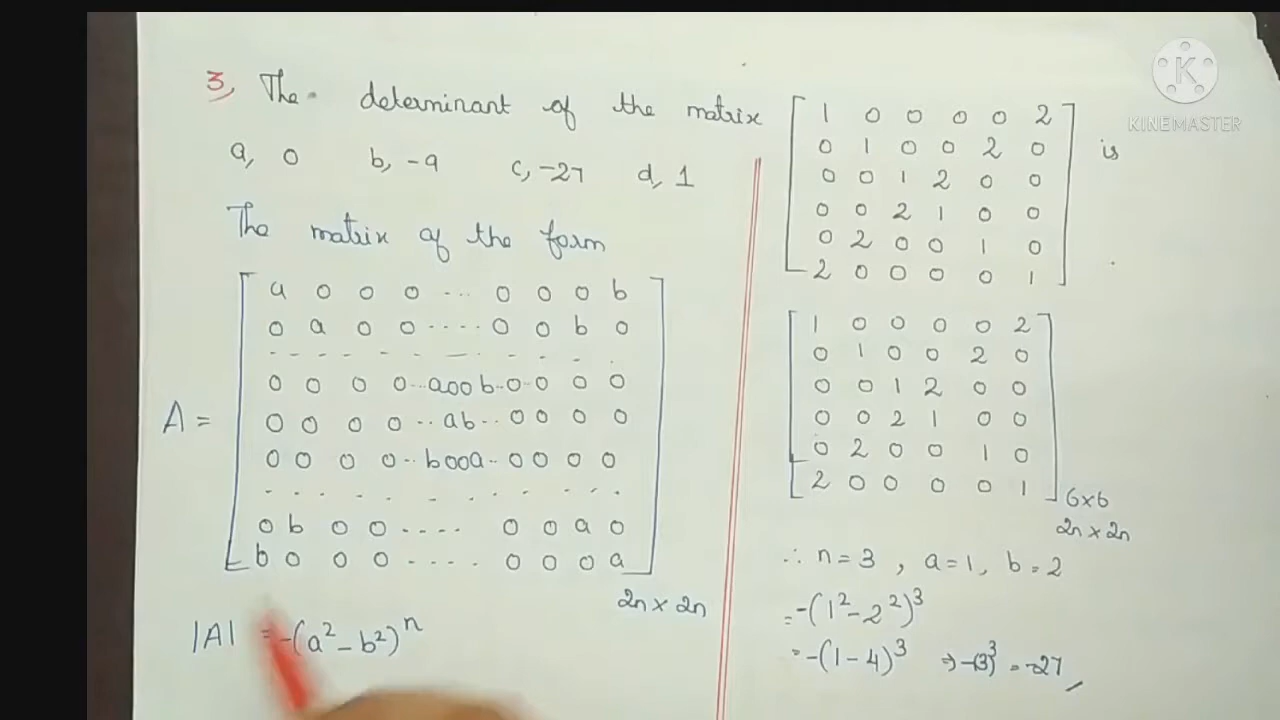 3, The determinant of the matrix
a, 0 b, -9 c, -27 d, 1
[ 1 0 0 0 0 2 ]
0 1 0 0 2 0 is
0 0 1 2 0 0
0 0 2 1 0 0
0 2 0 0 1 0
2 0 0 0 0 1
The matrix of the form
A =
a 0 0 0 ... 0 0 0 b
0 a 0 0 .... 0 0 b 0
0 0 0 0 .. a 0 0 b . 0 - 0 0 0
0 0 0 0 .. a b .. 0 0 0 0
0 0 0 0 .. b 0 0 a .. 0 0 0 0
0 b 0 0 .... 0 0 a 0
b 0 0 0 .... 0 0 0 a
2n × 2n
|A| = -(a² - b²)ⁿ
1 0 0 0 0 2
0 1 0 0 2 0
0 0 1 2 0 0
0 0 2 1 0 0
0 2 0 0 1 0
2 0 0 0 0 1
6×6
2n × 2n
∴ n = 3 , a = 1, b = 2
= -(1² - 2²)³
= -(1 - 4)³ ⇒ -(3)³ = -27
KINEMASTER